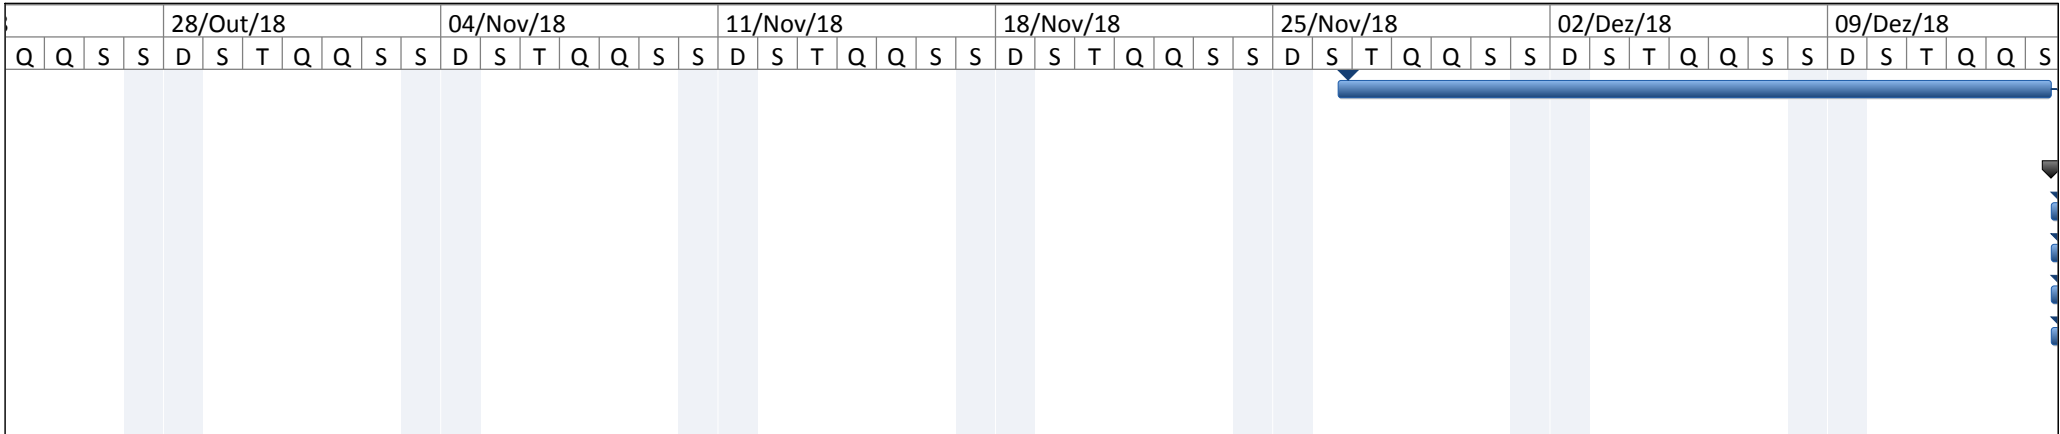 28/Out/18 04/Nov/18 11/Nov/18 18/Nov/18 25/Nov/18 02/Dez/18 09/Dez/18
Q Q S S D S T Q Q S S D S T Q Q S S D S T Q Q S S D S T Q Q S S D S T Q Q S S D S T Q Q S S D S T Q Q S